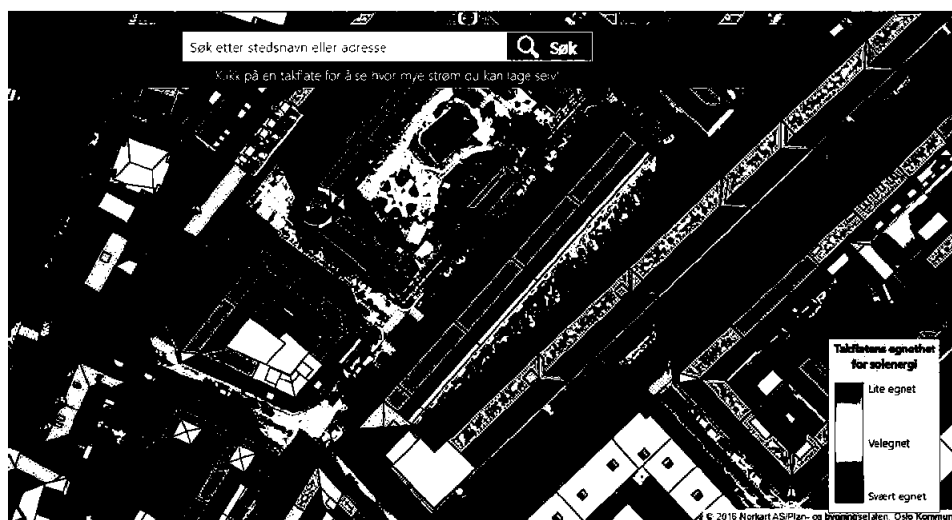 Søk etter stedsnavn eller adresse
Søk
Klikk på en takflate for å se hvor mye strøm du kan lage selv!
Takflatens egnethet
for solenergi
Lite egnet
Velegnet
Svært egnet
© 2016 Norkart AS/Plan- og bygningsetaten, Oslo Kommun